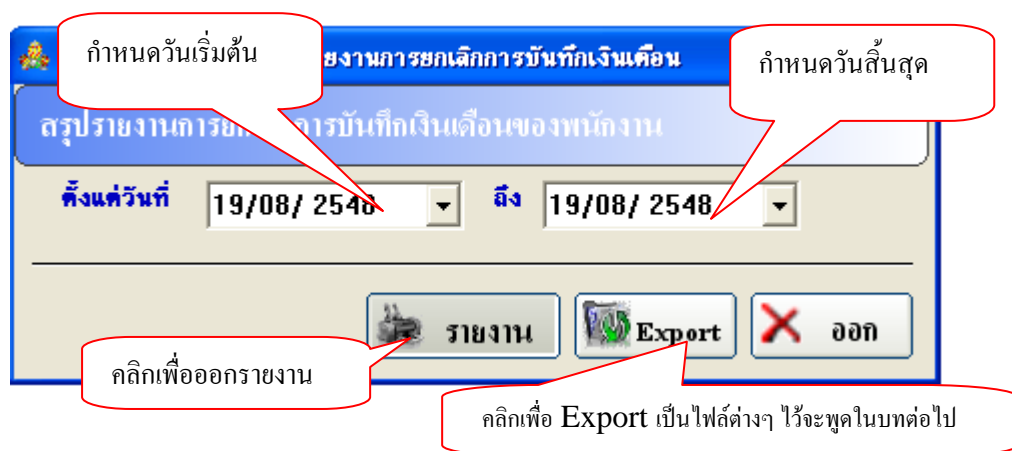 กำหนดวันเริ่มต้น
ยงานการยกเลิกการบันทึกเงินเดือน
กำหนดวันสิ้นสุด
สรุปรายงานการยก การบันทึกเงินเดือนของพนักงาน
ตั้งแต่วันที่ 19/08/ 2548 ถึง 19/08/ 2548
รายงาน Export ออก
คลิกเพื่อออกรายงาน
คลิกเพื่อ Export เป็นไฟล์ต่างๆ ไว้จะพูดในบทต่อไป